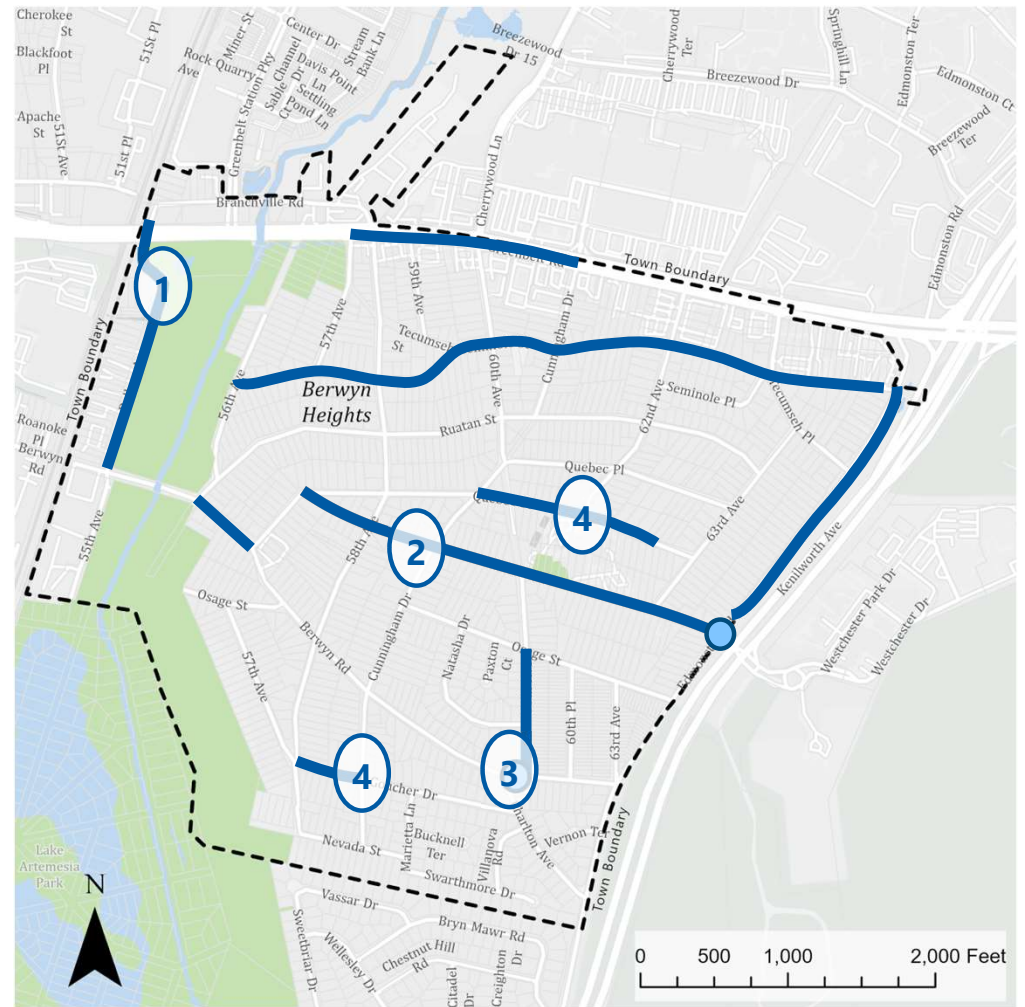 Cherokee
St
Blackfoot
Pl
Apache
St
51St Ave
51St Pl
51st Pl
Rock Quarry
Ave
Miner St
Greenbelt Station Pky
Center Dr
Sable Dr
Channel
Ln
Davis Point
Ln
Settling
Pond Ln
Ct
Stream
Bank Ln
Breezewood
Dr 15
Cherrywood Ln
Cherrywood
Ter
Breezewood Dr
Springhill Ln
Edmonston Ter
Edmonston Ct
Breezewood
Ter
Edmonston Rd
Branchville Rd
Town Boundary
Greenbelt Rd
1
Town Boundary
57th Ave
59th Ave
Tecumseh
St
60th Ave
Cunningham Dr
62nd Ave
Seminole Pl
Tecumseh Pl
56th Ave
Berwyn
Heights
Ruatan St
Quebec Pl
Roanoke
Pl
Berwyn
Rd
55th Ave
4
2
58th
63rd Ave
Kenilworth Ave
Westchester Park Dr
Westchester Dr
Osage St
Berwyn Rd
57th Ave
Cunningham Dr
Natasha Dr
Paxton
Ct
Osage St
60th Pl
63rd Ave
3
4
cher Dr
Marietta Ln
Bucknell
Ter
Villanova
Rd
harlton Ave
Vernon Ter
Town Boundary
Nevada St
Swarthmore Dr
Vassar Dr
Bryn Mawr Rd
Sweetbriar Dr
Wellesley Dr
Chestnut Hill
Rd
Citadel
Dr
Creighton
Dr
Lake
Artemesia
Park
N
0 500 1,000 2,000 Feet